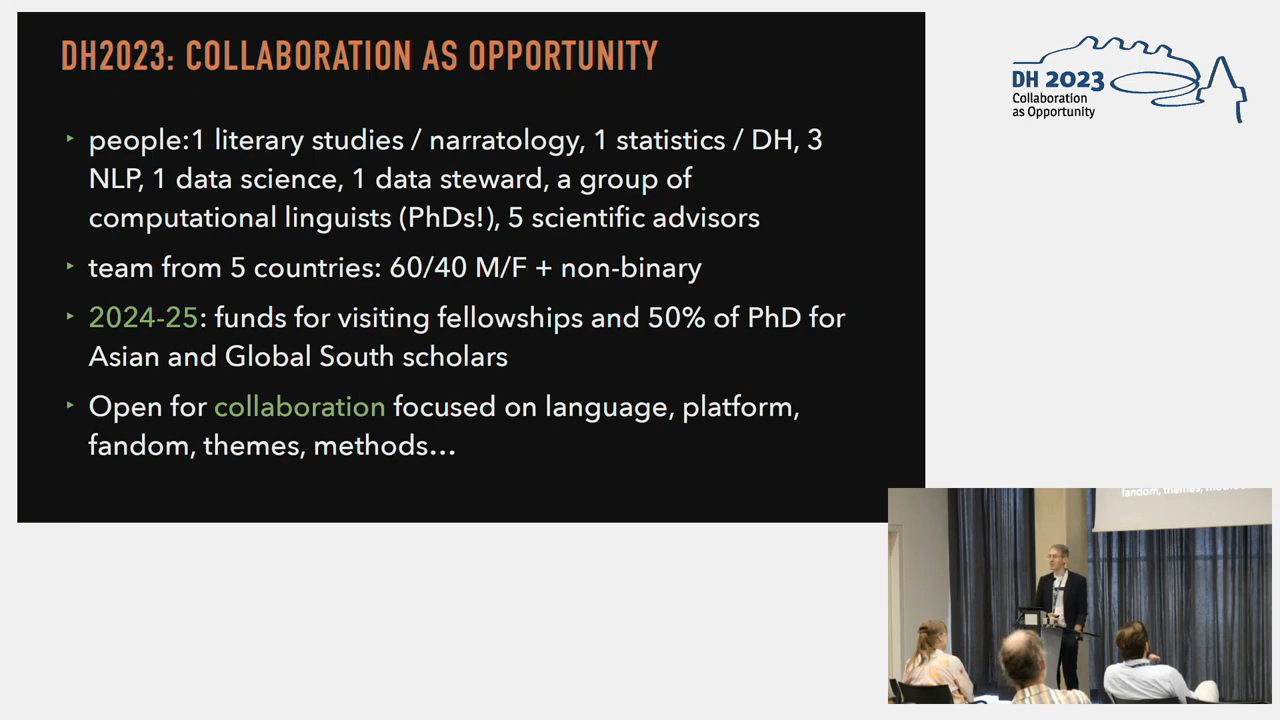 DH2023: COLLABORATION AS OPPORTUNITY
people:1 literary studies / narratology, 1 statistics / DH, 3
NLP, 1 data science, 1 data steward, a group of
computational linguists (PhDs!), 5 scientific advisors
team from 5 countries: 60/40 M/F + non-binary
2024-25: funds for visiting fellowships and 50% of PhD for
Asian and Global South scholars
Open for collaboration focused on language, platform,
fandom, themes, methods...
DH 2023
Collaboration
as Opportunity
fandom, themes,